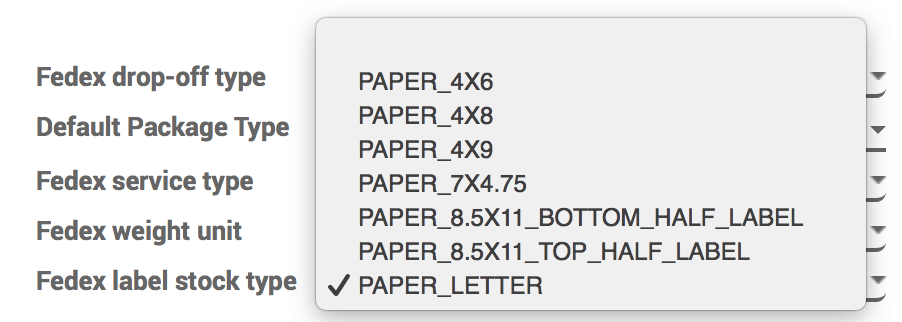 Fedex drop-off type
Default Package Type
Fedex service type
Fedex weight unit
Fedex label stock type
PAPER_4X6
PAPER_4X8
PAPER_4X9
PAPER_7X4.75
PAPER_8.5X11_BOTTOM_HALF_LABEL
PAPER_8.5X11_TOP_HALF_LABEL
✓ PAPER_LETTER